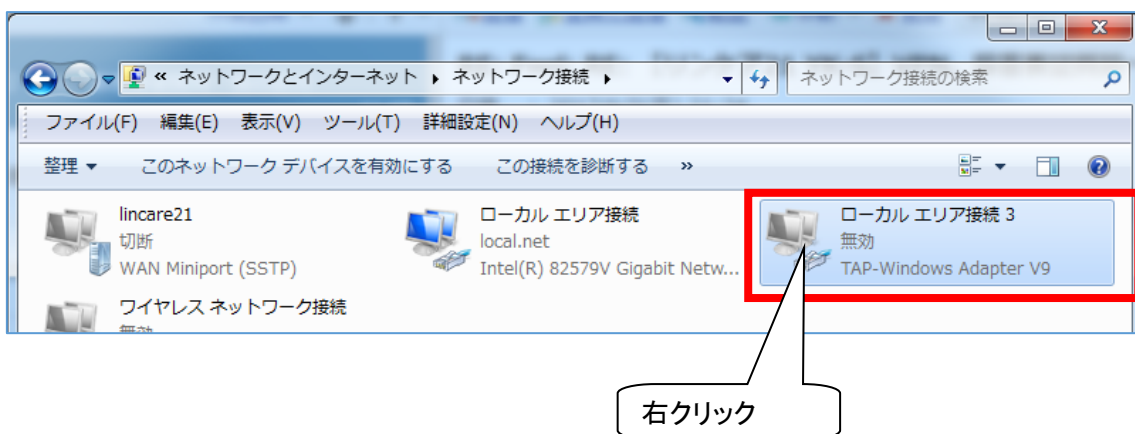 « ネットワークとインターネット ▸ ネットワーク接続 ▸
ネットワーク接続の検索
ファイル(F) 編集(E) 表示(V) ツール(T) 詳細設定(N) ヘルプ(H)
整理 ▼ このネットワーク デバイスを有効にする この接続を診断する »
lincare21
切断
WAN Miniport (SSTP)
ローカル エリア接続
local.net
Intel(R) 82579V Gigabit Netw...
ローカル エリア接続 3
無効
TAP-Windows Adapter V9
ワイヤレス ネットワーク接続
無効
右クリック